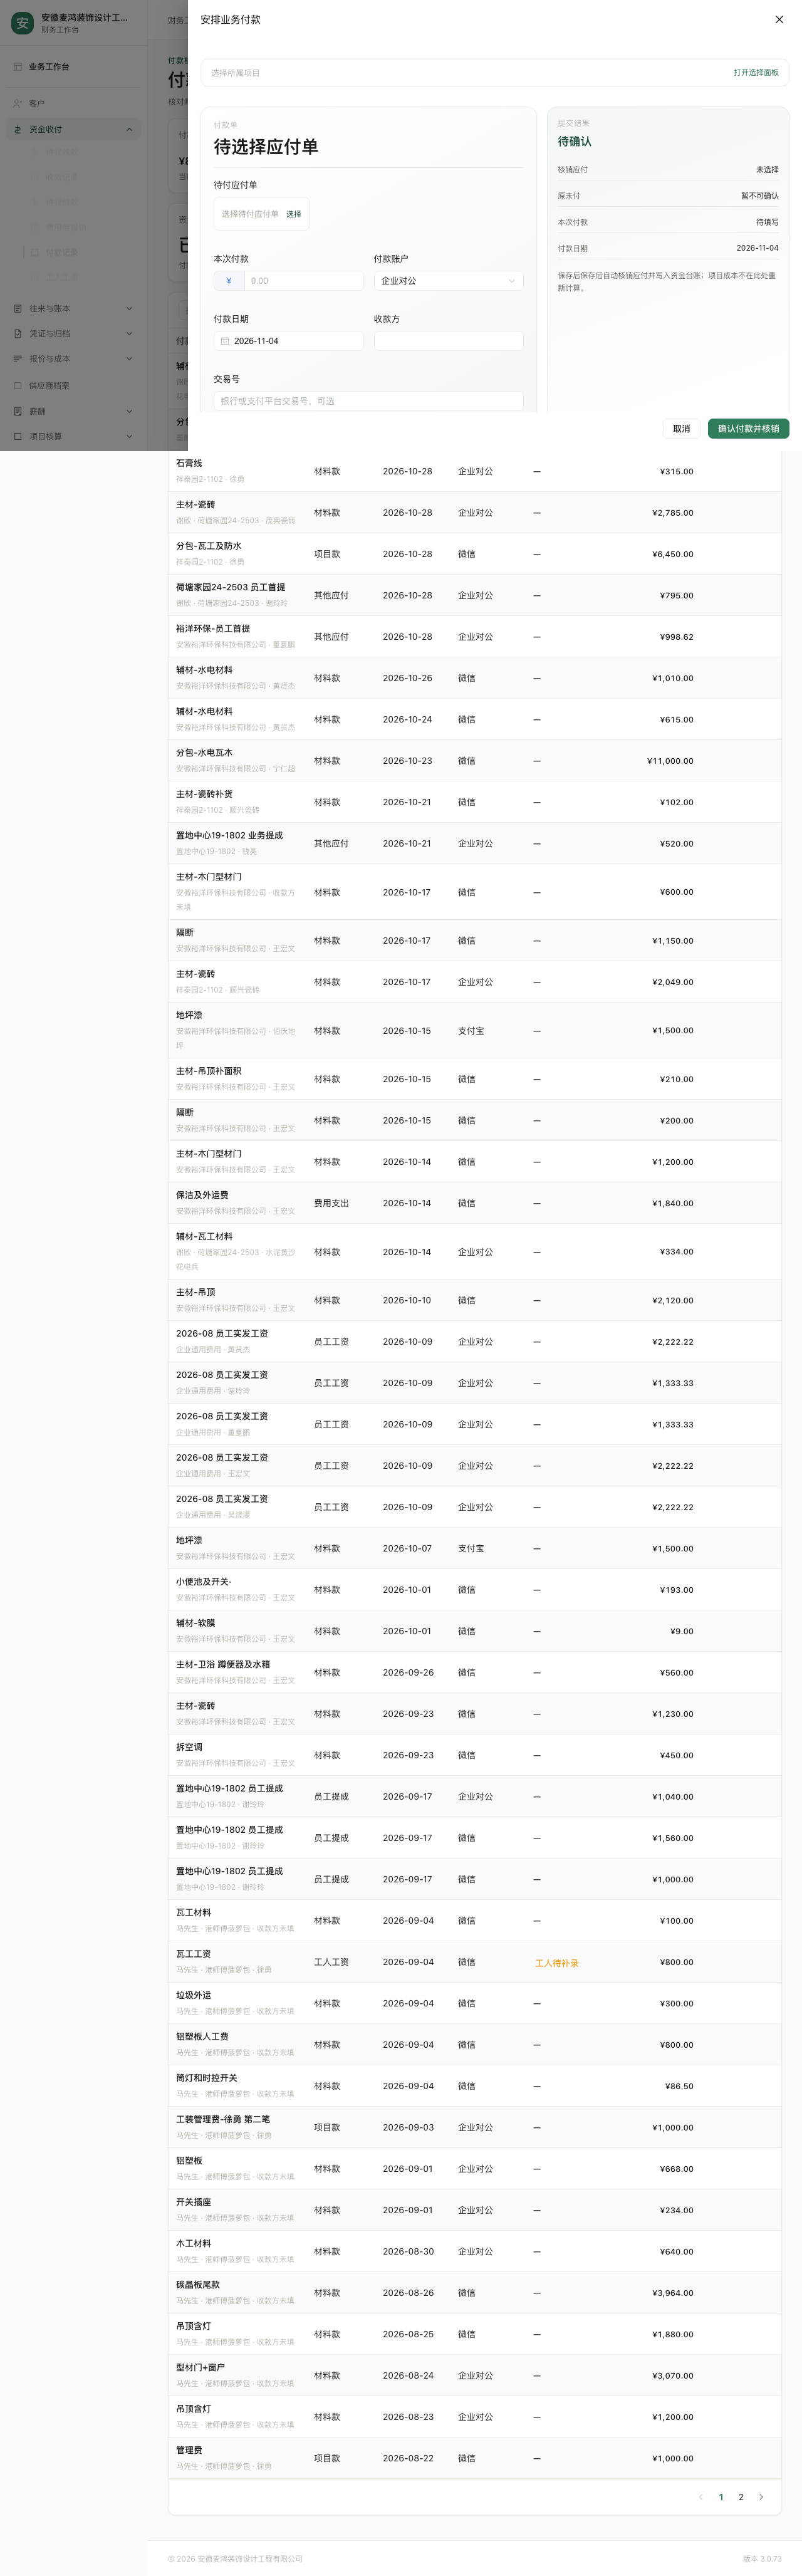 安
安徽麦鸿装饰设计工...
财务工作台
业务工作台
客户
资金收付
付款记录
往来与账本
凭证与归档
报价与成本
供应商档案
薪酬
项目核算
安排业务付款
选择所属项目
打开选择面板
付款单
待选择应付单
待付应付单
选择待付应付单 选择
本次付款
付款账户
¥ 0.00
企业对公
付款日期
收款方
2026-11-04
交易号
银行或支付平台交易号，可选
提交结果
待确认
核销应付 未选择
原未付 暂不可确认
本次付款 待填写
付款日期 2026-11-04
保存后保存后自动核销应付并写入资金台账；项目成本不在此处重
新计算。
取消
确认付款并核销
石膏线
祥泰园2-1102 · 徐勇
材料款 2026-10-28 企业对公 — ¥315.00
主材-瓷砖
谢欣 · 荷塘家园24-2503 · 茂典瓷砖
材料款 2026-10-28 企业对公 — ¥2,785.00
分包-瓦工及防水
祥泰园2-1102 · 徐勇
项目款 2026-10-28 微信 — ¥6,450.00
荷塘家园24-2503 员工首提
谢欣 · 荷塘家园24-2503 · 谢玲玲
其他应付 2026-10-28 企业对公 — ¥795.00
裕洋环保-员工首提
安徽裕洋环保科技有限公司 · 董夏鹏
其他应付 2026-10-28 企业对公 — ¥998.62
辅材-水电材料
安徽裕洋环保科技有限公司 · 黄贤杰
材料款 2026-10-26 微信 — ¥1,010.00
辅材-水电材料
安徽裕洋环保科技有限公司 · 黄贤杰
材料款 2026-10-24 微信 — ¥615.00
分包-水电瓦木
安徽裕洋环保科技有限公司 · 宁仁超
材料款 2026-10-23 微信 — ¥11,000.00
主材-瓷砖补货
祥泰园2-1102 · 顺兴瓷砖
材料款 2026-10-21 微信 — ¥102.00
置地中心19-1802 业务提成
置地中心19-1802 · 钱亮
其他应付 2026-10-21 企业对公 — ¥520.00
主材-木门型材门
安徽裕洋环保科技有限公司 · 收款方
未填
材料款 2026-10-17 微信 — ¥600.00
隔断
安徽裕洋环保科技有限公司 · 王宏文
材料款 2026-10-17 微信 — ¥1,150.00
主材-瓷砖
祥泰园2-1102 · 顺兴瓷砖
材料款 2026-10-17 微信 — ¥2,049.00
地坪漆
安徽裕洋环保科技有限公司 · 佰沃地
坪
材料款 2026-10-15 支付宝 — ¥1,500.00
主材-吊顶补面积
安徽裕洋环保科技有限公司 · 王宏文
材料款 2026-10-15 微信 — ¥210.00
隔断
安徽裕洋环保科技有限公司 · 王宏文
材料款 2026-10-15 微信 — ¥200.00
主材-木门型材门
安徽裕洋环保科技有限公司 · 王宏文
材料款 2026-10-14 微信 — ¥1,200.00
保洁及外运费
安徽裕洋环保科技有限公司 · 王宏文
费用支出 2026-10-14 微信 — ¥1,840.00
辅材-瓦工材料
谢欣 · 荷塘家园24-2503 · 水泥黄沙
花电兵
材料款 2026-10-14 企业对公 — ¥334.00
主材-吊顶
安徽裕洋环保科技有限公司 · 王宏文
材料款 2026-10-10 微信 — ¥2,120.00
2026-08 员工实发工资
企业通用费用 · 黄贤杰
员工工资 2026-10-09 企业对公 — ¥2,222.22
2026-08 员工实发工资
企业通用费用 · 谢玲玲
员工工资 2026-10-09 企业对公 — ¥1,333.33
2026-08 员工实发工资
企业通用费用 · 董夏鹏
员工工资 2026-10-09 企业对公 — ¥1,333.33
2026-08 员工实发工资
企业通用费用 · 王宏文
员工工资 2026-10-09 企业对公 — ¥2,222.22
2026-08 员工实发工资
企业通用费用 · 吴
员工工资 2026-10-09 企业对公 — ¥2,222.22
地坪漆
安徽裕洋环保科技有限公司 · 王宏文
材料款 2026-10-07 支付宝 — ¥1,500.00
小便池及开关·
安徽裕洋环保科技有限公司 · 王宏文
材料款 2026-10-01 微信 — ¥193.00
辅材-软膜
安徽裕洋环保科技有限公司 · 王宏文
材料款 2026-10-01 微信 — ¥9.00
主材-卫浴 蹲便器及水箱
安徽裕洋环保科技有限公司 · 王宏文
材料款 2026-09-26 微信 — ¥560.00
主材-瓷砖
安徽裕洋环保科技有限公司 · 王宏文
材料款 2026-09-23 微信 — ¥1,230.00
拆空调
安徽裕洋环保科技有限公司 · 王宏文
材料款 2026-09-23 微信 — ¥450.00
置地中心19-1802 员工提成
置地中心19-1802 · 谢玲玲
员工提成 2026-09-17 企业对公 — ¥1,040.00
置地中心19-1802 员工提成
置地中心19-1802 · 谢玲玲
员工提成 2026-09-17 微信 — ¥1,560.00
置地中心19-1802 员工提成
置地中心19-1802 · 谢玲玲
员工提成 2026-09-17 微信 — ¥1,000.00
瓦工材料
马先生 · 港师傅菠萝包 · 收款方未填
材料款 2026-09-04 微信 — ¥100.00
瓦工工资
马先生 · 港师傅菠萝包 · 徐勇
工人工资 2026-09-04 微信 工人待补录 ¥800.00
垃圾外运
马先生 · 港师傅菠萝包 · 收款方未填
材料款 2026-09-04 微信 — ¥300.00
铝塑板人工费
马先生 · 港师傅菠萝包 · 收款方未填
材料款 2026-09-04 微信 — ¥800.00
筒灯和时控开关
马先生 · 港师傅菠萝包 · 收款方未填
材料款 2026-09-04 微信 — ¥86.50
工装管理费-徐勇 第二笔
马先生 · 港师傅菠萝包 · 徐勇
项目款 2026-09-03 企业对公 — ¥1,000.00
铝塑板
马先生 · 港师傅菠萝包 · 收款方未填
材料款 2026-09-01 企业对公 — ¥668.00
开关插座
马先生 · 港师傅菠萝包 · 收款方未填
材料款 2026-09-01 企业对公 — ¥234.00
木工材料
马先生 · 港师傅菠萝包 · 收款方未填
材料款 2026-08-30 企业对公 — ¥640.00
碳晶板尾款
马先生 · 港师傅菠萝包 · 收款方未填
材料款 2026-08-26 微信 — ¥3,964.00
吊顶含灯
马先生 · 港师傅菠萝包 · 收款方未填
材料款 2026-08-25 微信 — ¥1,880.00
型材门+窗户
马先生 · 港师傅菠萝包 · 收款方未填
材料款 2026-08-24 企业对公 — ¥3,070.00
吊顶含灯
马先生 · 港师傅菠萝包 · 收款方未填
材料款 2026-08-23 企业对公 — ¥1,200.00
管理费
马先生 · 港师傅菠萝包 · 徐勇
项目款 2026-08-22 微信 — ¥1,000.00
1 2
© 2026 安徽麦鸿装饰设计工程有限公司
版本 3.0.73